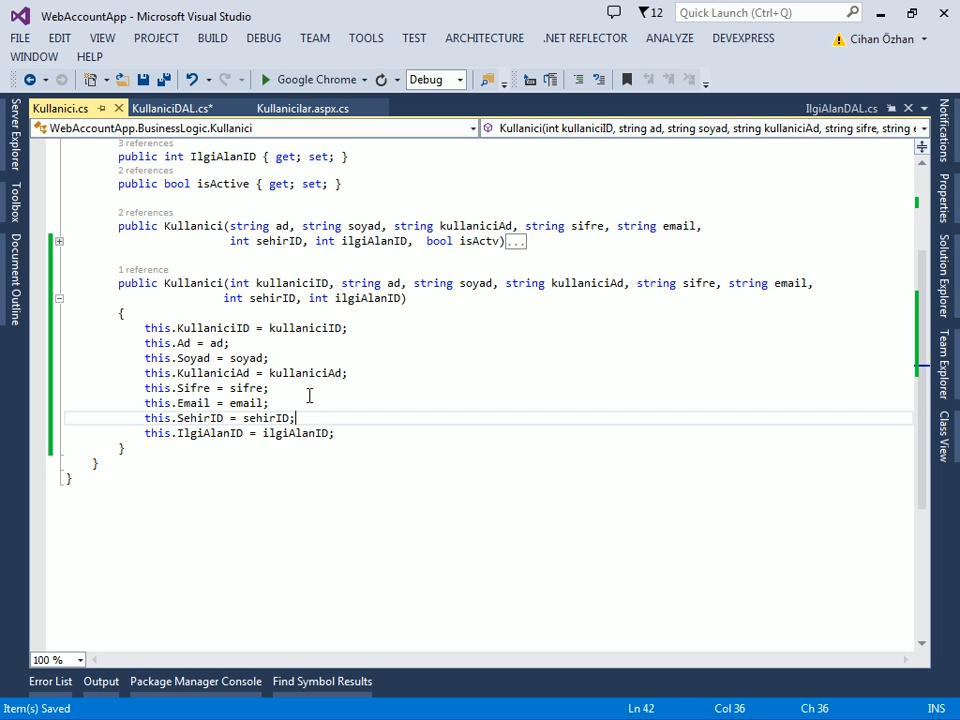 WebAccountApp - Microsoft Visual Studio
12
Quick Launch (Ctrl+Q)
FILE EDIT VIEW PROJECT BUILD DEBUG TEAM TOOLS TEST ARCHITECTURE .NET REFLECTOR ANALYZE DEVEXPRESS
Cihan Özhan
WINDOW HELP
Google Chrome
Debug
Kullanici.cs
KullaniciDAL.cs*
Kullanicilar.aspx.cs
IlgiAlanDAL.cs
WebAccountApp.BusinessLogic.Kullanici
Kullanici(int kullaniciID, string ad, string soyad, string kullaniciAd, string sifre, string e
Server Explorer
Toolbox
Document Outline
3 references
public int IlgiAlanID { get; set; }
2 references
public bool isActive { get; set; }
2 references
public Kullanici(string ad, string soyad, string kullaniciAd, string sifre, string email,
int sehirID, int ilgiAlanID,  bool isActv)...
1 reference
public Kullanici(int kullaniciID, string ad, string soyad, string kullaniciAd, string sifre, string email,
int sehirID, int ilgiAlanID)
{
this.KullaniciID = kullaniciID;
this.Ad = ad;
this.Soyad = soyad;
this.KullaniciAd = kullaniciAd;
this.Sifre = sifre;
this.Email = email;
this.SehirID = sehirID;
this.IlgiAlanID = ilgiAlanID;
}
}
}
Notifications
Properties
Solution Explorer
Team Explorer
Class View
100 %
Error List Output Package Manager Console Find Symbol Results
Item(s) Saved
Ln 42
Col 36
Ch 36
INS